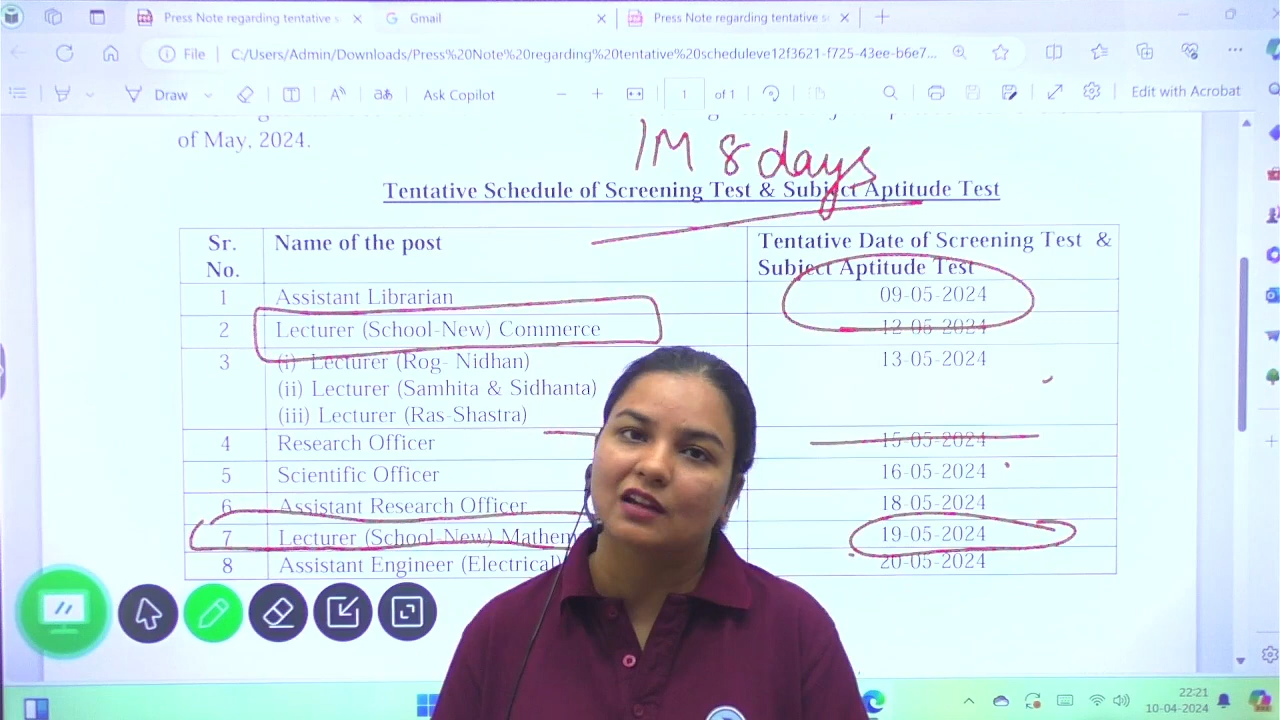 Press Note regarding tentative s
Gmail
Press Note regarding tentative s
File
C:/Users/Admin/Downloads/Press%20Note%20regarding%20tentative%20scheduleve12f3621-f725-43ee-b6e7...
Draw
Ask Copilot
1
of 1
Edit with Acrobat
of May, 2024.
1M 8 days
Tentative Schedule of Screening Test & Subject Aptitude Test
Sr. No.
Name of the post
Tentative Date of Screening Test &
Subject Aptitude Test
1 Assistant Librarian 09-05-2024
2 Lecturer (School-New) Commerce 12-05-2024
3 (i) Lecturer (Rog- Nidhan) 13-05-2024
(ii) Lecturer (Samhita & Sidhanta)
(iii) Lecturer (Ras-Shastra)
4 Research Officer 15-05-2024
5 Scientific Officer 16-05-2024
6 Assistant Research Officer 18-05-2024
7 Lecturer (School-New) Mathem 19-05-2024
8 Assistant Engineer (Electrical) 20-05-2024
22:21
10-04-2024